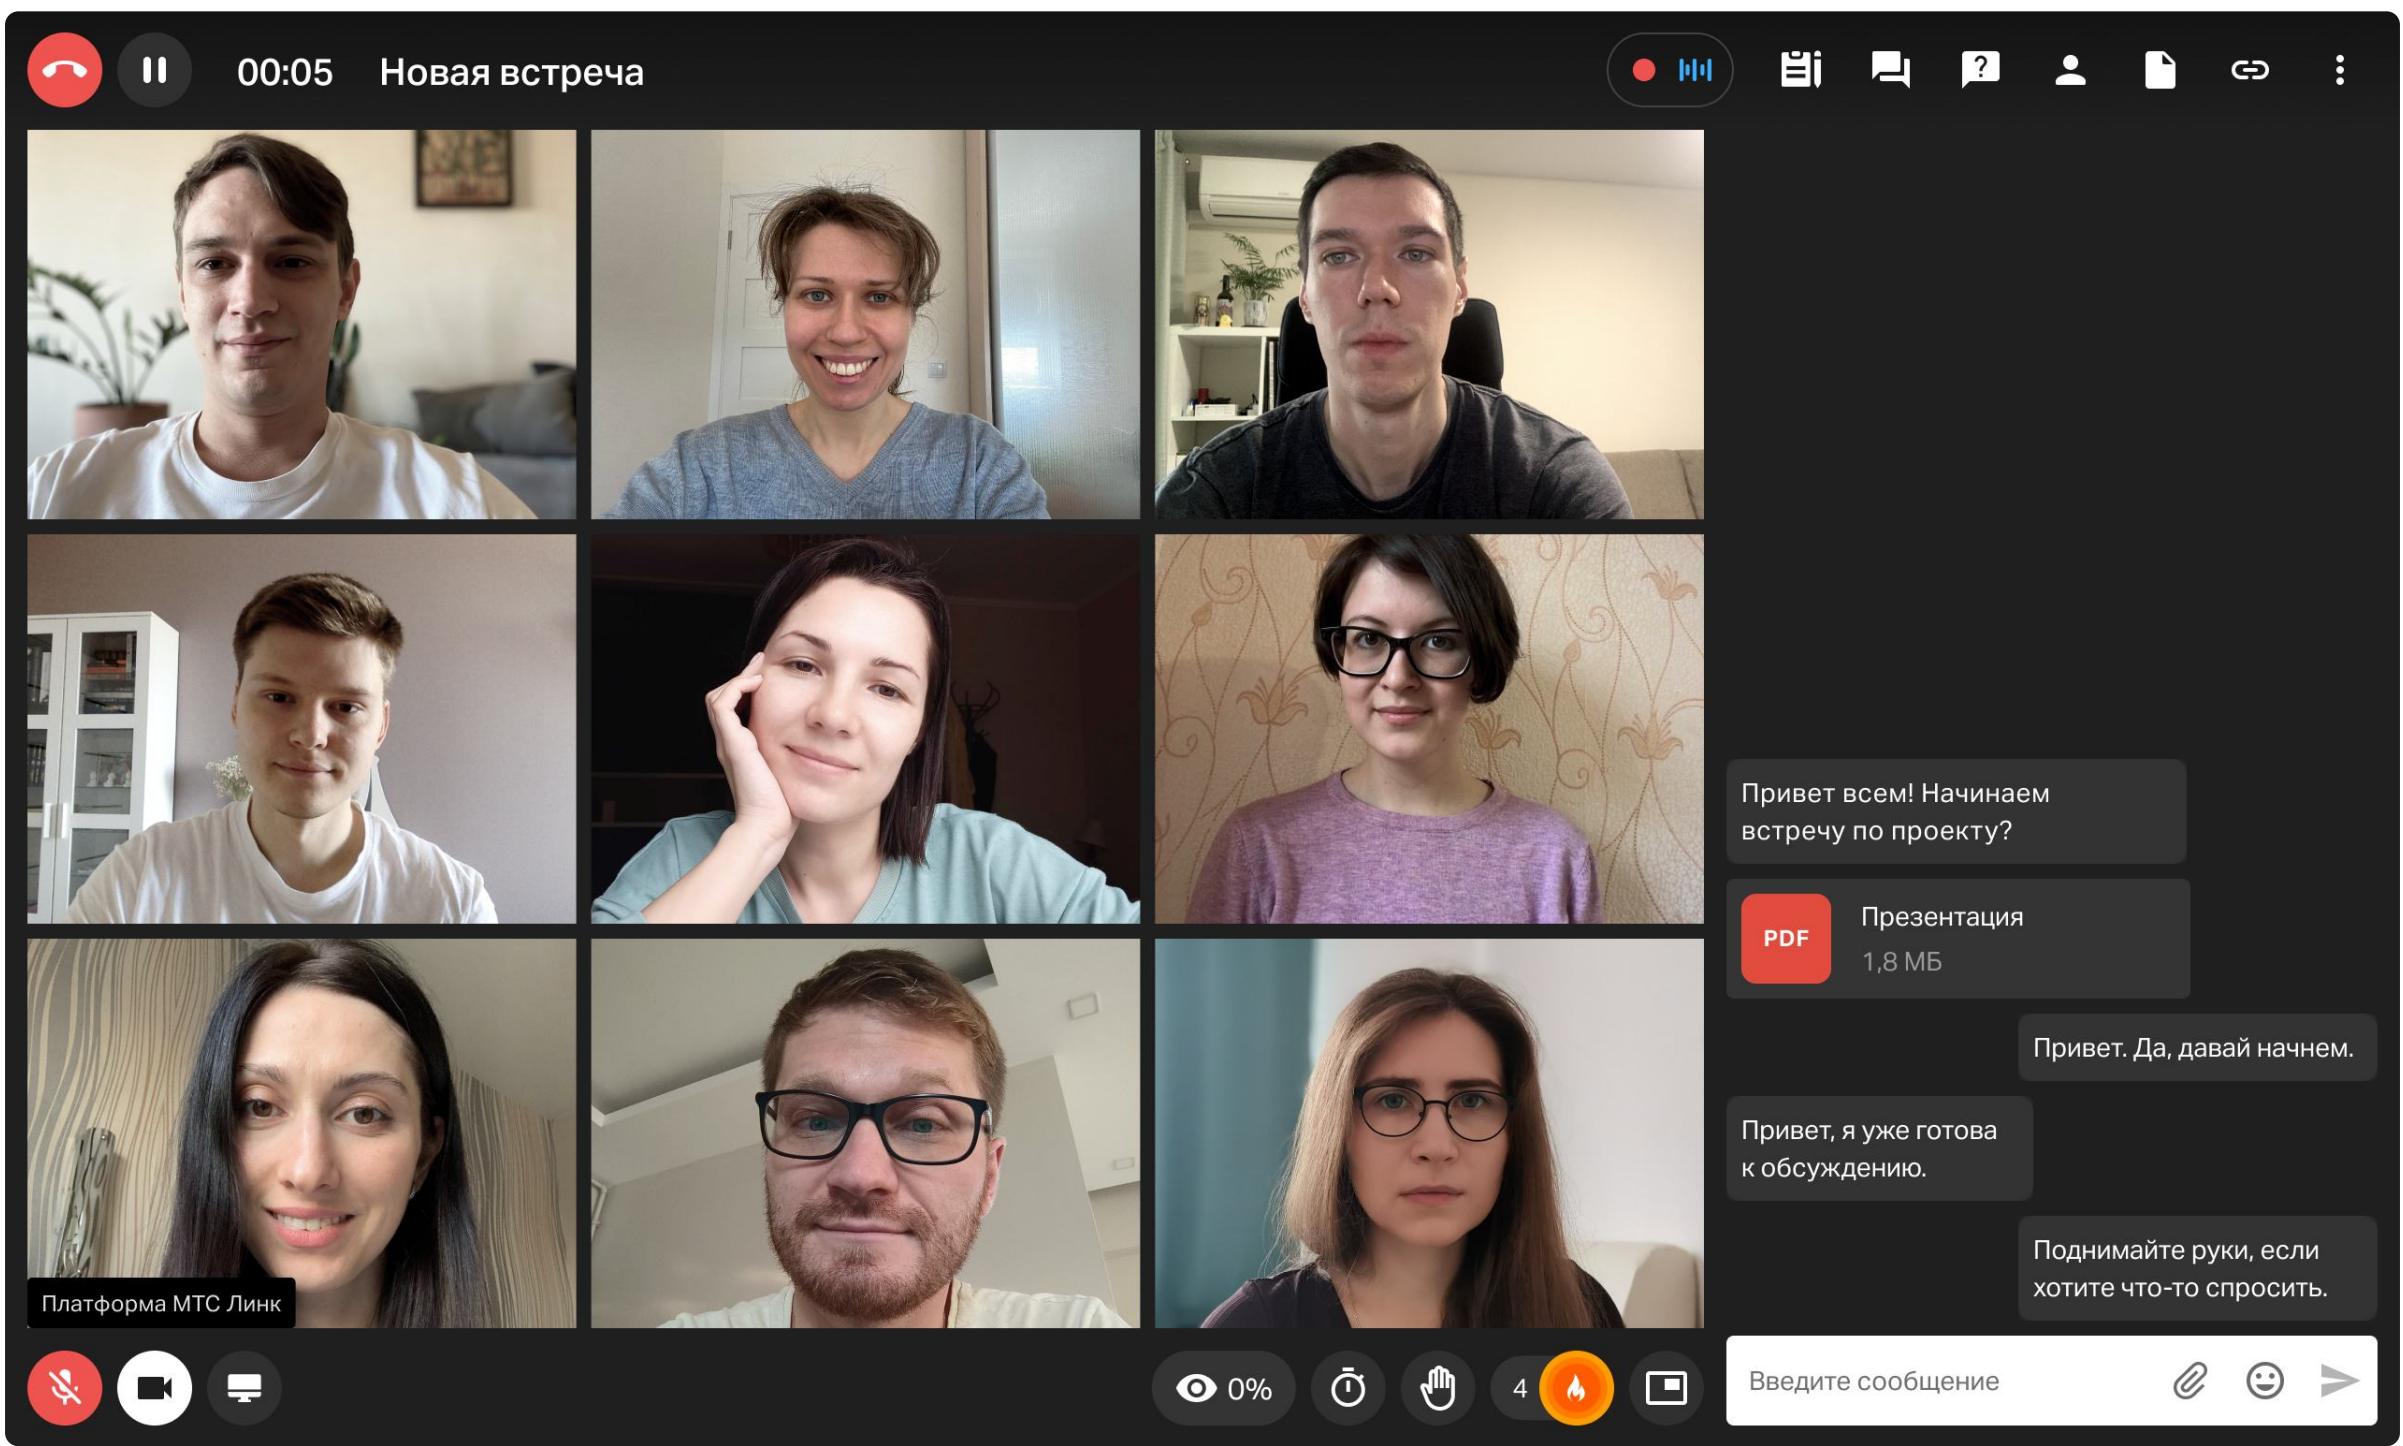 00:05 Новая встреча
Привет всем! Начинаем
встречу по проекту?
PDF
Презентация
1,8 МБ
Привет. Да, давай начнем.
Привет, я уже готова
к обсуждению.
Поднимайте руки, если
хотите что-то спросить.
Платформа МТС Линк
0%
4
Введите сообщение